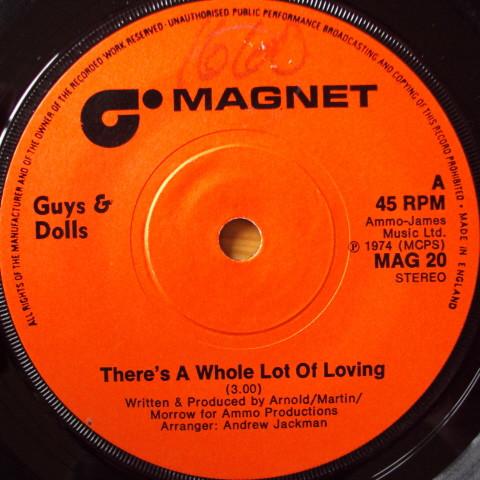 ALL RIGHTS OF THE MANUFACTURER AND OF THE OWNER OF THE RECORDED WORK RESERVED · UNAUTHORISED PUBLIC PERFORMANCE BROADCASTING AND COPYING OF THIS RECORD PROHIBITED · MADE IN ENGLAND
MAGNET
Guys &
Dolls
A
45 RPM
Ammo-James
Music Ltd.
℗ 1974 (MCPS)
MAG 20
STEREO
There's A Whole Lot Of Loving
(3.00)
Written & Produced by Arnold/Martin/
Morrow for Ammo Productions
Arranger: Andrew Jackman